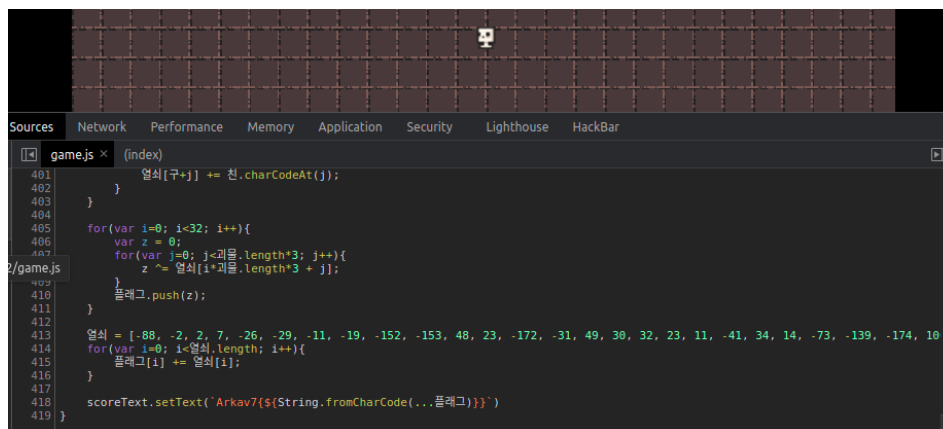 Sources Network Performance Memory Application Security Lighthouse HackBar
game.js × (index)
401 열쇠[구+j] += 친.charCodeAt(j);
402 }
403 }
404
405 for(var i=0; i<32; i++){
406 var z = 0;
407 for(var j=0; j<괴물.length*3; j++){
2/game.js z ^= 열쇠[i*괴물.length*3 + j];
409 }
410 플래그.push(z);
411 }
412
413 열쇠 = [-88, -2, 2, 7, -26, -29, -11, -19, -152, -153, 48, 23, -172, -31, 49, 30, 32, 23, 11, -41, 34, 14, -73, -139, -174, 10
414 for(var i=0; i<열쇠.length; i++){
415 플래그[i] += 열쇠[i];
416 }
417
418 scoreText.setText(`Arkav7{${String.fromCharCode(...플래그)}}`)
419 }